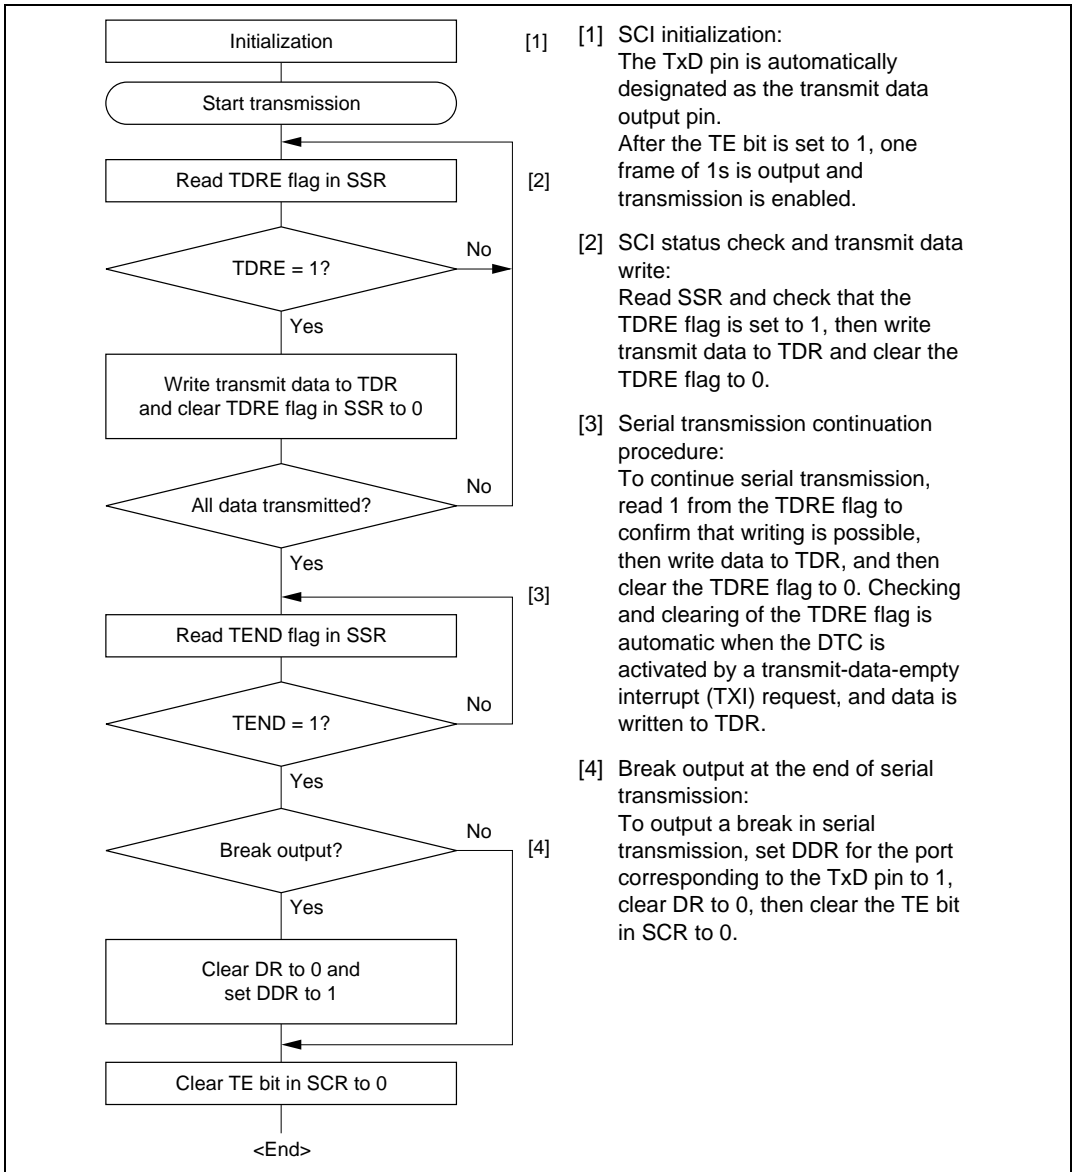 Initialization
[1]
Start transmission
Read TDRE flag in SSR
[2]
TDRE = 1?
No
Yes
Write transmit data to TDR
and clear TDRE flag in SSR to 0
All data transmitted?
No
Yes
[3]
Read TEND flag in SSR
TEND = 1?
No
Yes
Break output?
No
[4]
Yes
Clear DR to 0 and
set DDR to 1
Clear TE bit in SCR to 0
<End>
[1] SCI initialization:
The TxD pin is automatically
designated as the transmit data
output pin.
After the TE bit is set to 1, one
frame of 1s is output and
transmission is enabled.
[2] SCI status check and transmit data
write:
Read SSR and check that the
TDRE flag is set to 1, then write
transmit data to TDR and clear the
TDRE flag to 0.
[3] Serial transmission continuation
procedure:
To continue serial transmission,
read 1 from the TDRE flag to
confirm that writing is possible,
then write data to TDR, and then
clear the TDRE flag to 0. Checking
and clearing of the TDRE flag is
automatic when the DTC is
activated by a transmit-data-empty
interrupt (TXI) request, and data is
written to TDR.
[4] Break output at the end of serial
transmission:
To output a break in serial
transmission, set DDR for the port
corresponding to the TxD pin to 1,
clear DR to 0, then clear the TE bit
in SCR to 0.